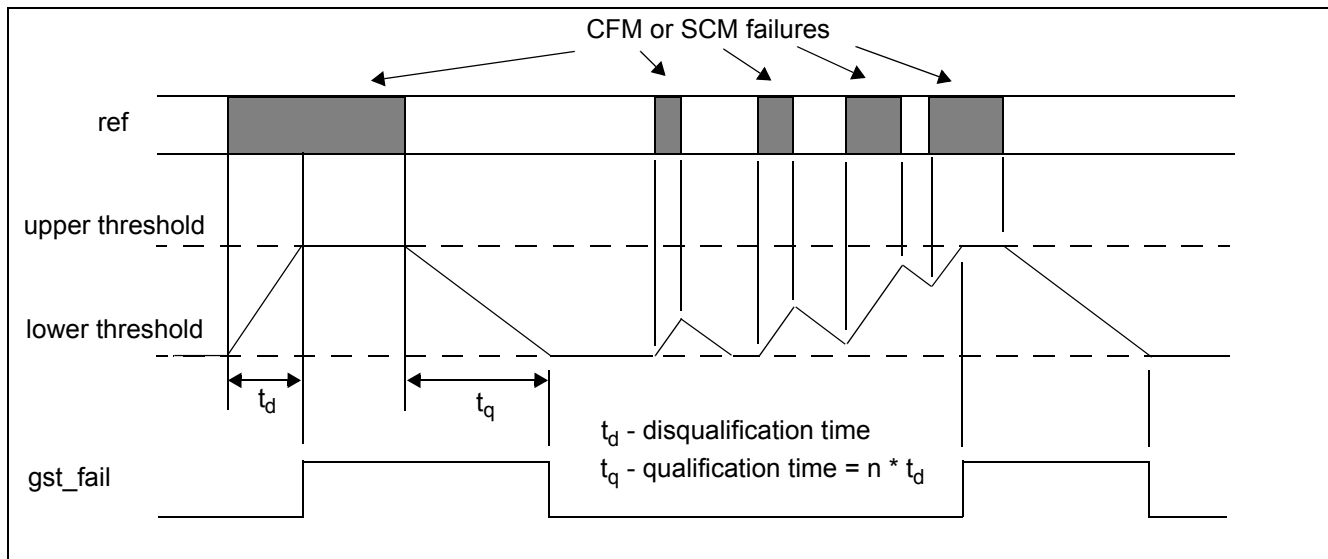 CFM or SCM failures
ref
upper threshold
lower threshold
td
tq
td - disqualification time
tq - qualification time = n * td
gst_fail